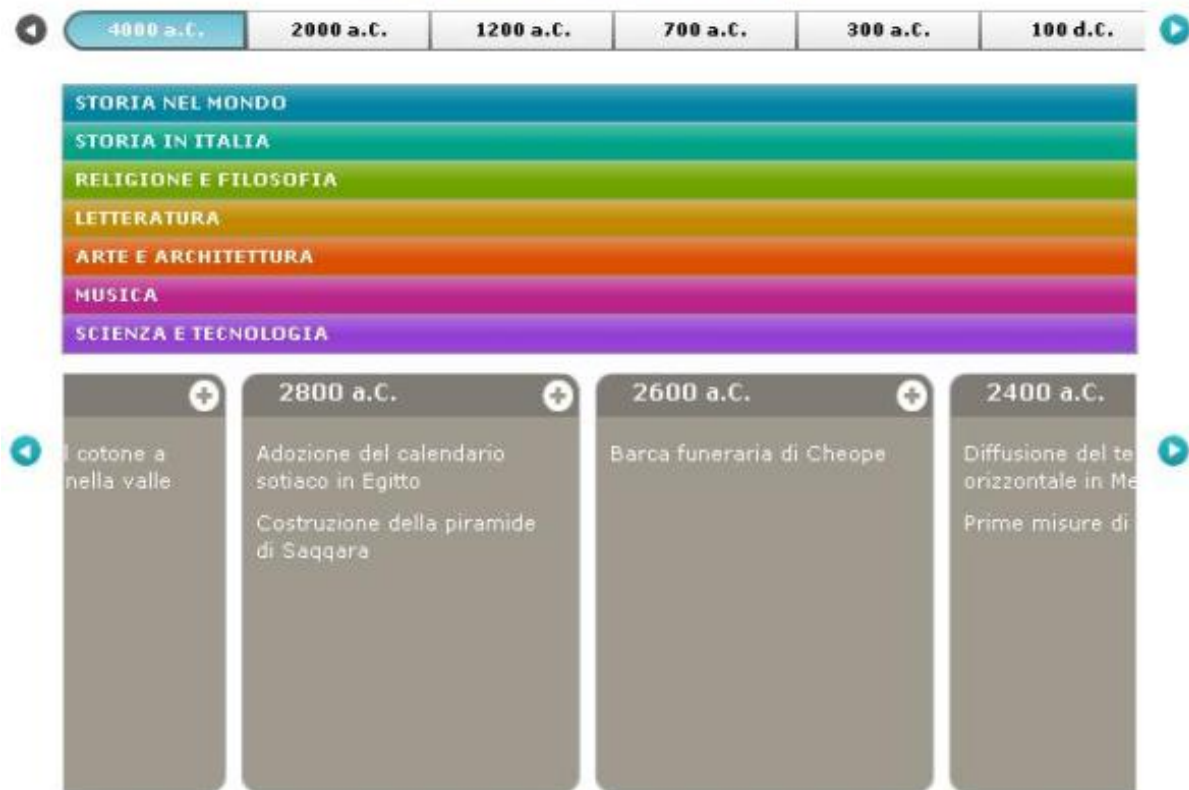 4000 a.C. 2000 a.C. 1200 a.C. 700 a.C. 300 a.C. 100 d.C.
STORIA NEL MONDO
STORIA IN ITALIA
RELIGIONE E FILOSOFIA
LETTERATURA
ARTE E ARCHITETTURA
MUSICA
SCIENZA E TECNOLOGIA
l cotone a
nella valle
2800 a.C.
Adozione del calendario
sotiaco in Egitto
Costruzione della piramide
di Saqqara
2600 a.C.
Barca funeraria di Cheope
2400 a.C.
Diffusione del te
orizzontale in Me
Prime misure di